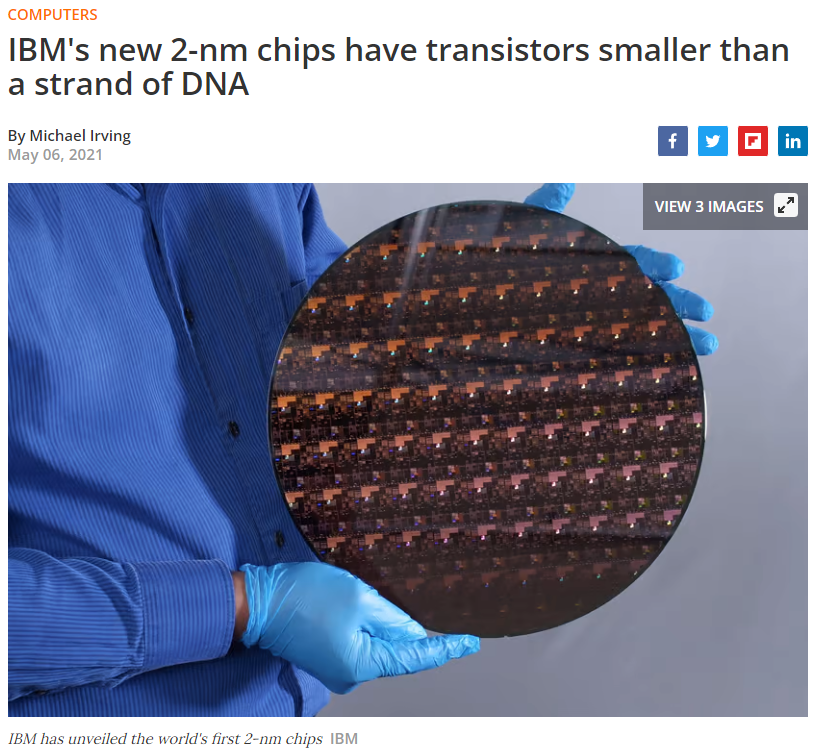 COMPUTERS
IBM's new 2-nm chips have transistors smaller than
a strand of DNA
By Michael Irving
May 06, 2021
VIEW 3 IMAGES
IBM has unveiled the world's first 2-nm chips IBM